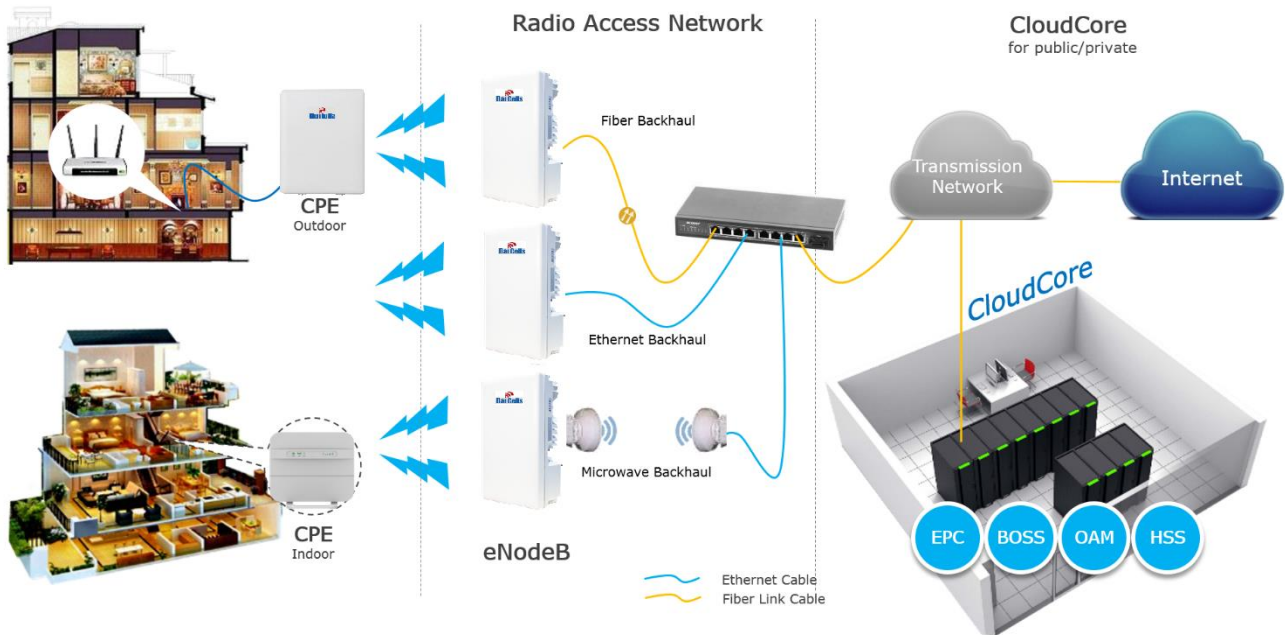 Radio Access Network
CloudCore
for public/private
Fiber Backhaul
CPE
Outdoor
Transmission
Network
Internet
Ethernet Backhaul
CloudCore
Microwave Backhaul
CPE
Indoor
eNodeB
EPC
BOSS
OAM
HSS
Ethernet Cable
Fiber Link Cable